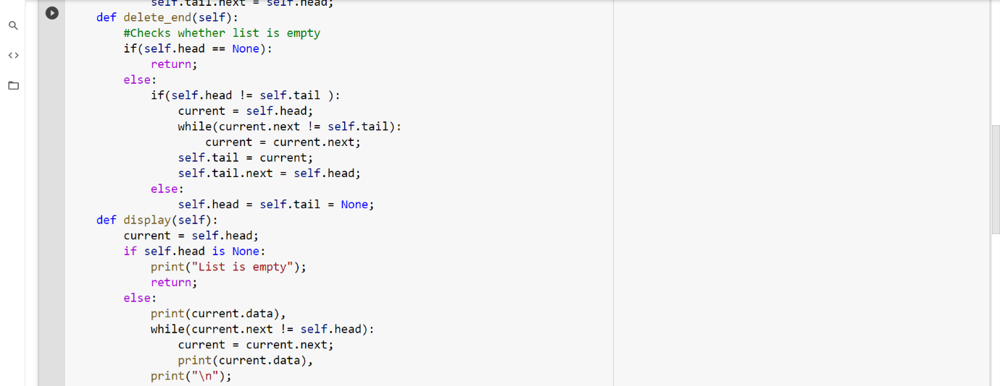 self.tail.next = self.head;
def delete_end(self):
#Checks whether list is empty
if(self.head == None):
return;
else:
if(self.head != self.tail ):
current = self.head;
while(current.next != self.tail):
current = current.next;
self.tail = current;
self.tail.next = self.head;
else:
self.head = self.tail = None;
def display(self):
current = self.head;
if self.head is None:
print("List is empty");
return;
else:
print(current.data),
while(current.next != self.head):
current = current.next;
print(current.data),
print("\n");